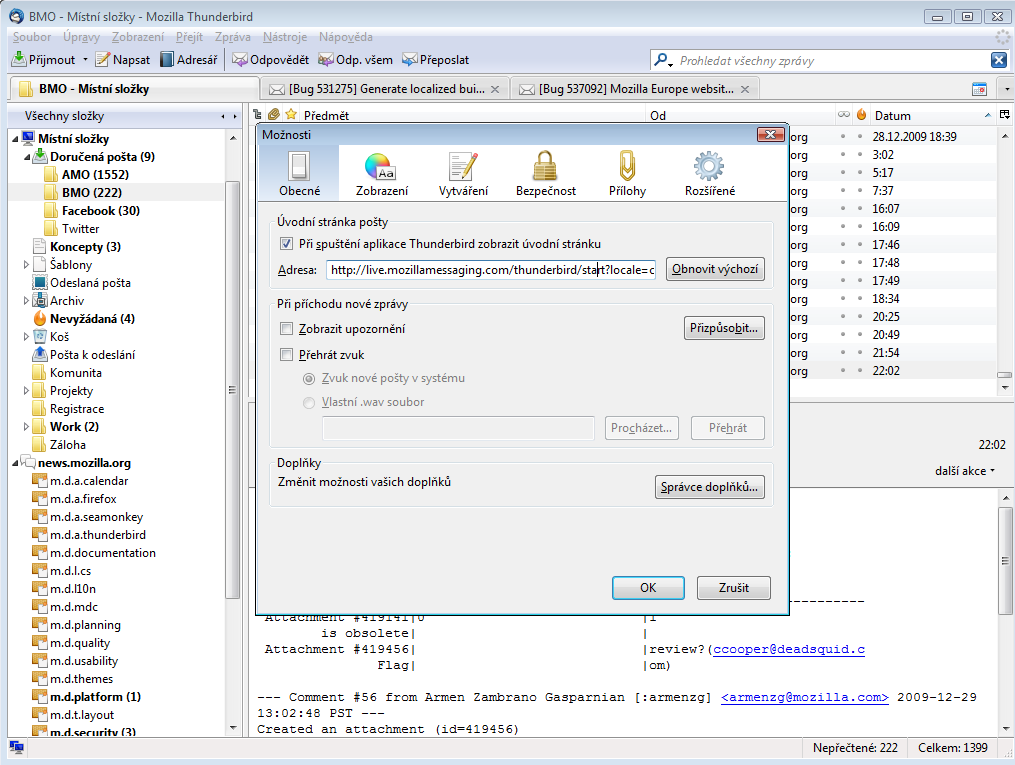 BMO - Místní složky - Mozilla Thunderbird
Soubor Úpravy Zobrazení Přejít Zpráva Nástroje Nápověda
Přijmout Napsat Adresář Odpovědět Odp. všem Přeposlat Prohledat všechny zprávy
BMO - Místní složky [Bug 531275] Generate localized bui... [Bug 537092] Mozilla Europe websit...
Všechny složky
Místní složky
Doručená pošta (9)
AMO (1552)
BMO (222)
Facebook (30)
Twitter
Koncepty (3)
Šablony
Odeslaná pošta
Archiv
Nevyžádaná (4)
Koš
Pošta k odeslání
Komunita
Projekty
Registrace
Work (2)
Záloha
news.mozilla.org
m.d.a.calendar
m.d.a.firefox
m.d.a.seamonkey
m.d.a.thunderbird
m.d.documentation
m.d.l.cs
m.d.l10n
m.d.mdc
m.d.planning
m.d.quality
m.d.usability
m.d.themes
m.d.platform (1)
m.d.t.layout
m.d.security (3)
Předmět Od Datum
org 28.12.2009 18:39
org 3:02
org 5:17
org 7:37
org 16:07
org 16:09
org 17:46
org 17:48
org 17:49
org 18:34
org 20:25
org 20:49
org 21:54
org 22:02
Možnosti
Obecné Zobrazení Vytváření Bezpečnost Přílohy Rozšířené
Úvodní stránka pošty
Při spuštění aplikace Thunderbird zobrazit úvodní stránku
Adresa: http://live.mozillamessaging.com/thunderbird/start?locale=c Obnovit výchozí
Při příchodu nové zprávy
Zobrazit upozornění Přizpůsobit...
Přehrát zvuk
Zvuk nové pošty v systému
Vlastní .wav soubor
Procházet... Přehrát
Doplňky
Změnit možnosti vašich doplňků Správce doplňků...
OK Zrušit
22:02
další akce
----------
Attachment #419141|0 |1
is obsolete| |
Attachment #419456| |review?(ccooper@deadsquid.c
Flag| |om)
--- Comment #56 from Armen Zambrano Gasparnian [:armenzg] <armenzg@mozilla.com> 2009-12-29
13:02:48 PST ---
Created an attachment (id=419456)
Nepřečtené: 222 Celkem: 1399